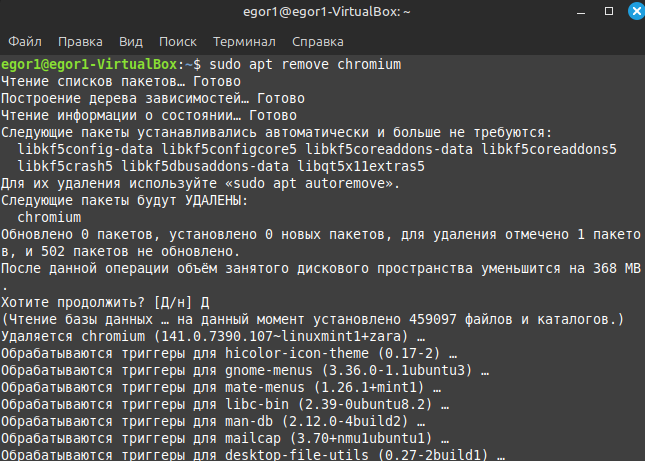 egor1@egor1-VirtualBox: ~
Файл Правка Вид Поиск Терминал Справка
egor1@egor1-VirtualBox:~$ sudo apt remove chromium
Чтение списков пакетов… Готово
Построение дерева зависимостей… Готово
Чтение информации о состоянии… Готово
Следующие пакеты устанавливались автоматически и больше не требуются:
libkf5config-data libkf5configcore5 libkf5coreaddons-data libkf5coreaddons5
libkf5crash5 libkf5dbusaddons-data libqt5x11extras5
Для их удаления используйте «sudo apt autoremove».
Следующие пакеты будут УДАЛЕНЫ:
chromium
Обновлено 0 пакетов, установлено 0 новых пакетов, для удаления отмечено 1 пакето
в, и 502 пакетов не обновлено.
После данной операции объём занятого дискового пространства уменьшится на 368 MB
.
Хотите продолжить? [Д/н] Д
(Чтение базы данных … на данный момент установлено 459097 файлов и каталогов.)
Удаляется chromium (141.0.7390.107~linuxmint1+zara) …
Обрабатываются триггеры для hicolor-icon-theme (0.17-2) …
Обрабатываются триггеры для gnome-menus (3.36.0-1.1ubuntu3) …
Обрабатываются триггеры для mate-menus (1.26.1+mint1) …
Обрабатываются триггеры для libc-bin (2.39-0ubuntu8.2) …
Обрабатываются триггеры для man-db (2.12.0-4build2) …
Обрабатываются триггеры для mailcap (3.70+nmu1ubuntu1) …
Обрабатываются триггеры для desktop-file-utils (0.27-2build1) …